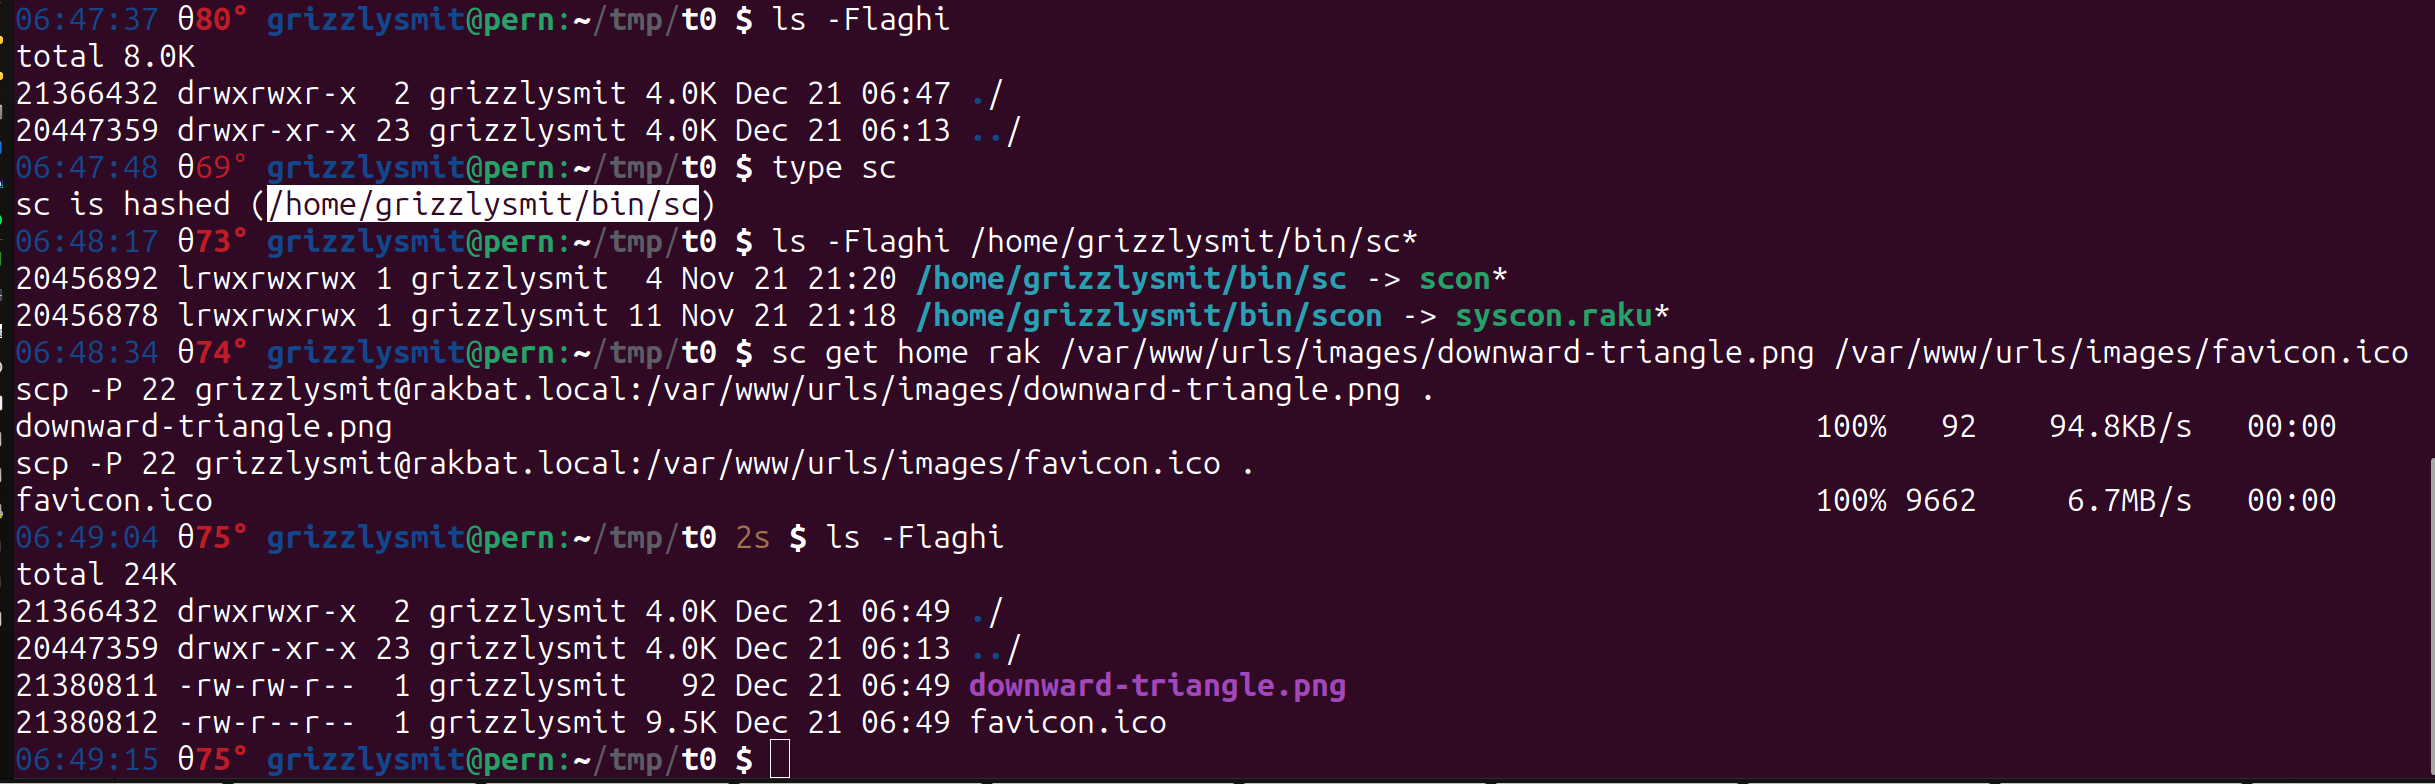 06:47:37 θ80° grizzlysmit@pern:~/tmp/t0 $ ls -Flaghi
total 8.0K
21366432 drwxrwxr-x  2 grizzlysmit 4.0K Dec 21 06:47 ./
20447359 drwxr-xr-x 23 grizzlysmit 4.0K Dec 21 06:13 ../
06:47:48 θ69° grizzlysmit@pern:~/tmp/t0 $ type sc
sc is hashed (/home/grizzlysmit/bin/sc)
06:48:17 θ73° grizzlysmit@pern:~/tmp/t0 $ ls -Flaghi /home/grizzlysmit/bin/sc*
20456892 lrwxrwxrwx 1 grizzlysmit  4 Nov 21 21:20 /home/grizzlysmit/bin/sc -> scon*
20456878 lrwxrwxrwx 1 grizzlysmit 11 Nov 21 21:18 /home/grizzlysmit/bin/scon -> syscon.raku*
06:48:34 θ74° grizzlysmit@pern:~/tmp/t0 $ sc get home rak /var/www/urls/images/downward-triangle.png /var/www/urls/images/favicon.ico
scp -P 22 grizzlysmit@rakbat.local:/var/www/urls/images/downward-triangle.png .
downward-triangle.png 100% 92 94.8KB/s 00:00
scp -P 22 grizzlysmit@rakbat.local:/var/www/urls/images/favicon.ico .
favicon.ico 100% 9662 6.7MB/s 00:00
06:49:04 θ75° grizzlysmit@pern:~/tmp/t0 2s $ ls -Flaghi
total 24K
21366432 drwxrwxr-x  2 grizzlysmit 4.0K Dec 21 06:49 ./
20447359 drwxr-xr-x 23 grizzlysmit 4.0K Dec 21 06:13 ../
21380811 -rw-rw-r--  1 grizzlysmit   92 Dec 21 06:49 downward-triangle.png
21380812 -rw-r--r--  1 grizzlysmit 9.5K Dec 21 06:49 favicon.ico
06:49:15 θ75° grizzlysmit@pern:~/tmp/t0 $